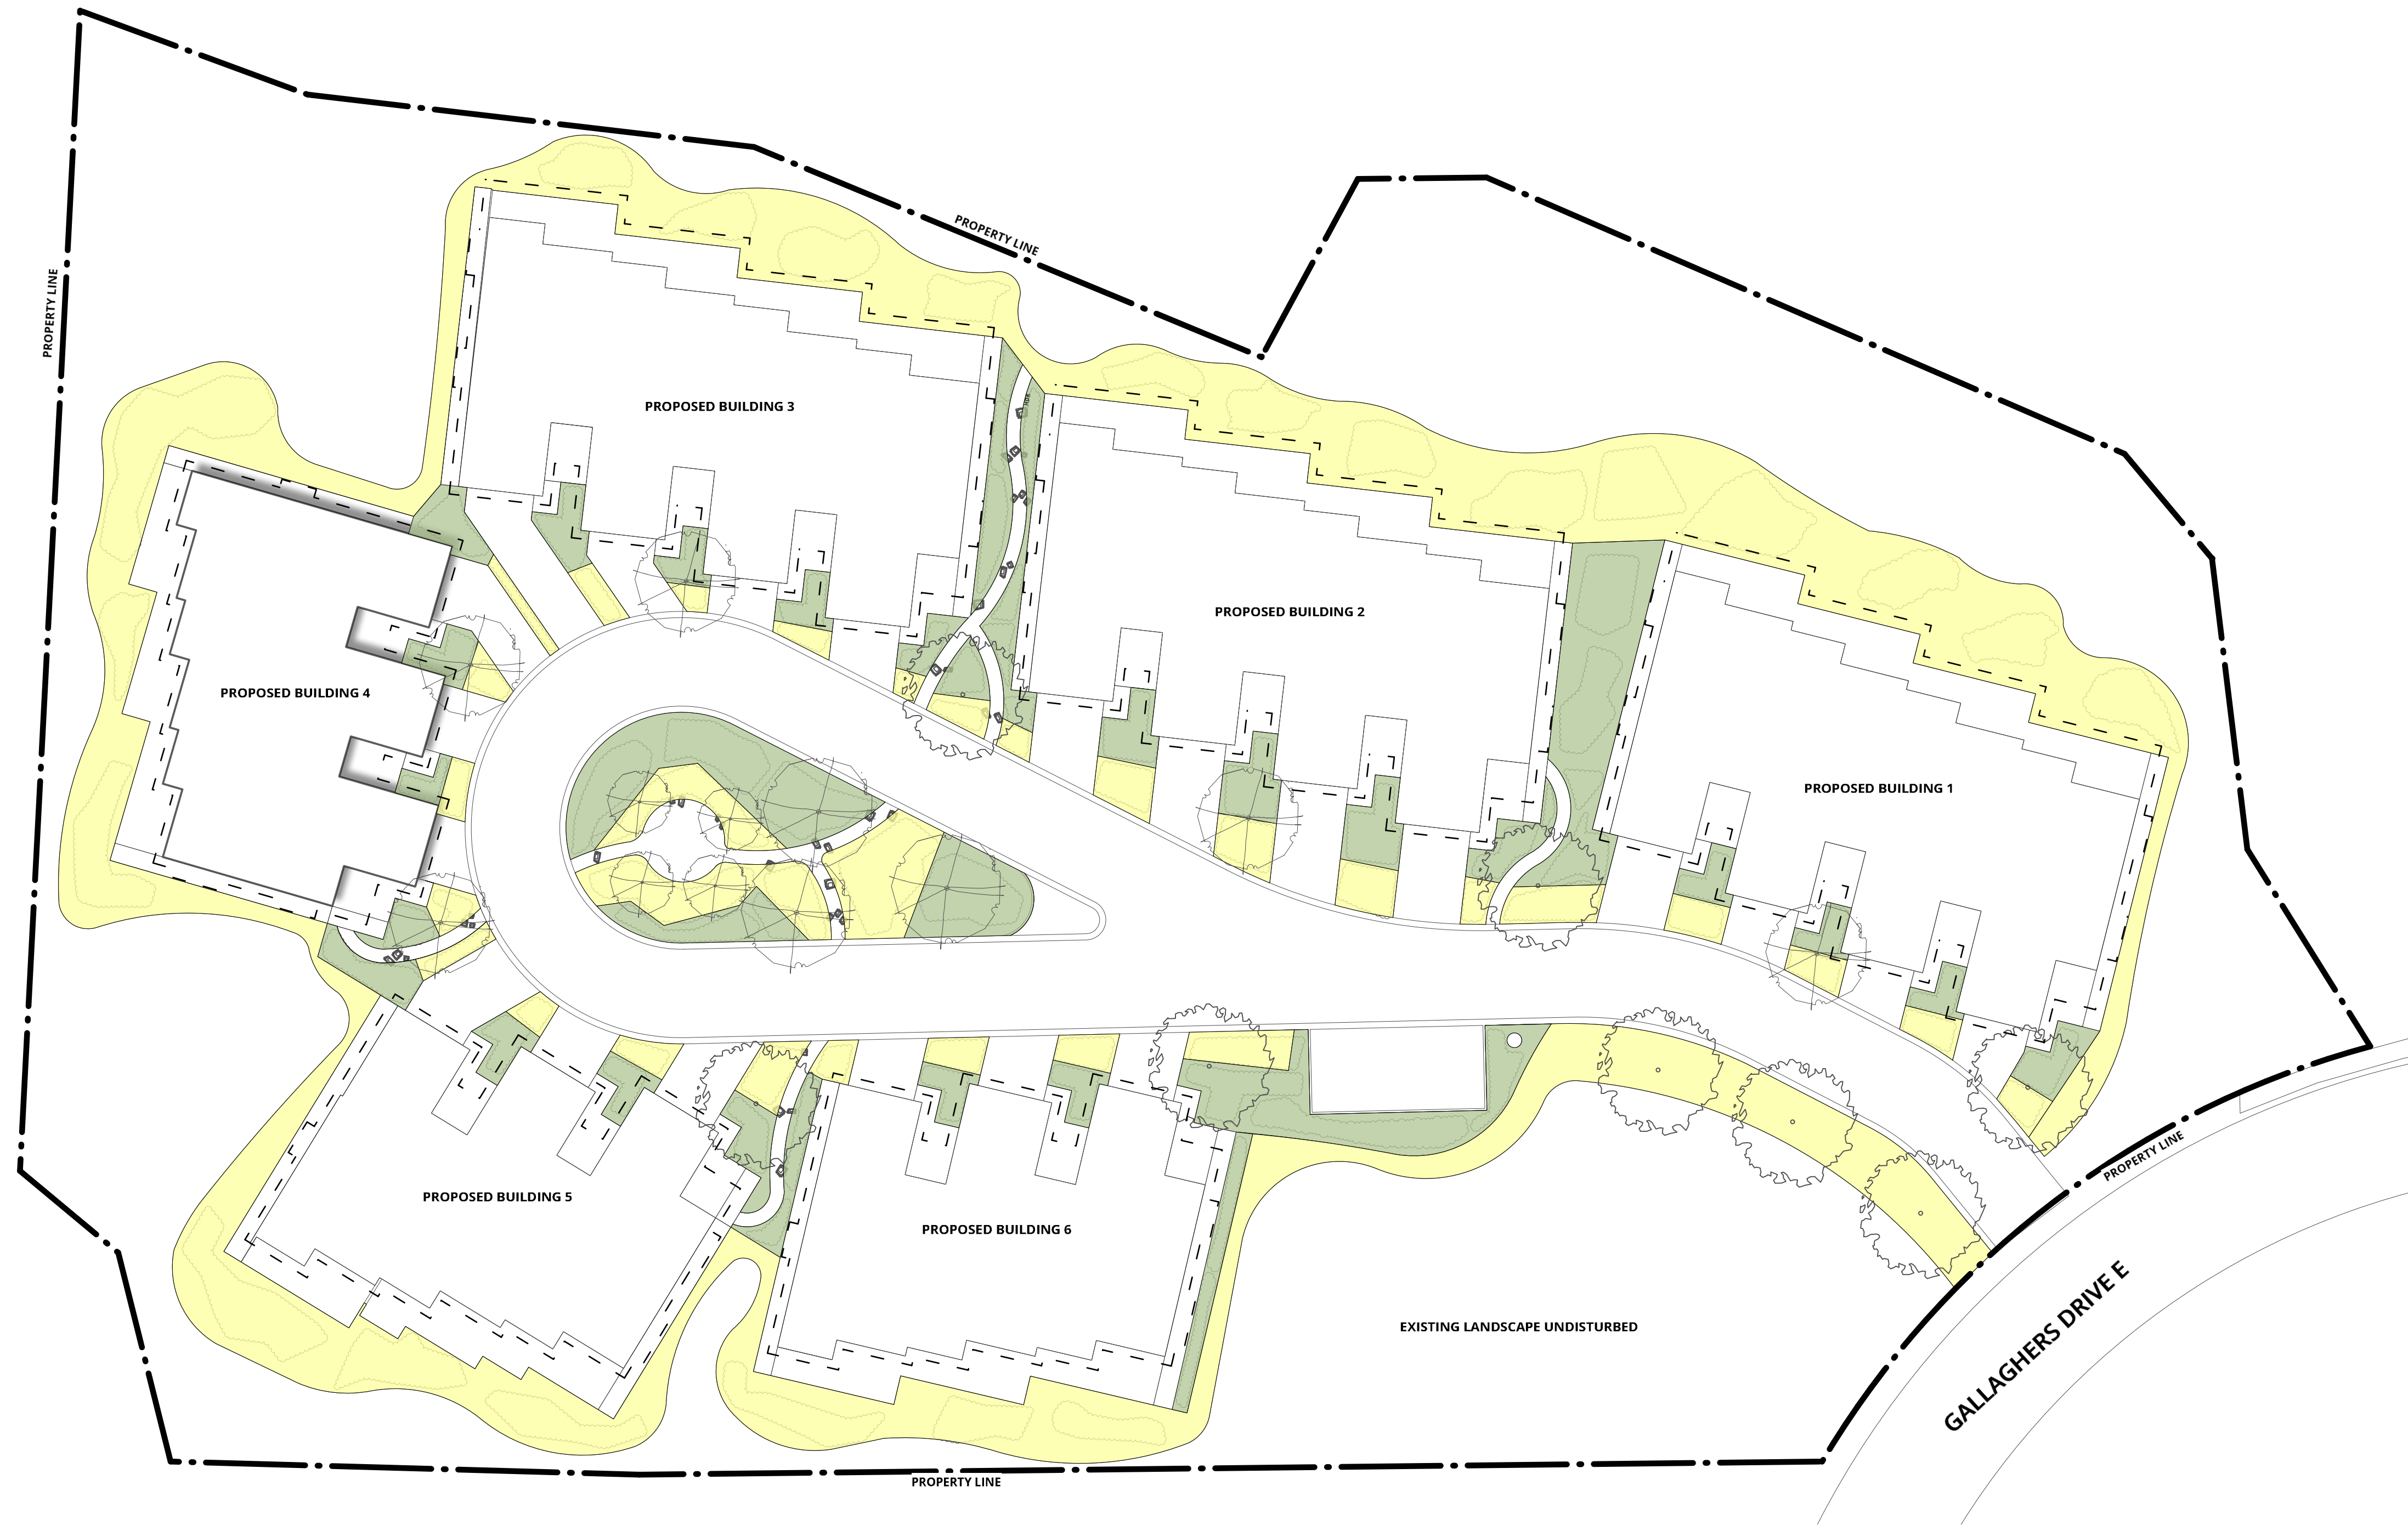 PROPERTY LINE
PROPERTY LINE
PROPOSED BUILDING 3
PROPOSED BUILDING 2
PROPOSED BUILDING 4
PROPOSED BUILDING 1
PROPERTY LINE
PROPOSED BUILDING 5
PROPOSED BUILDING 6
EXISTING LANDSCAPE UNDISTURBED
GALLAGHERS DRIVE E
PROPERTY LINE